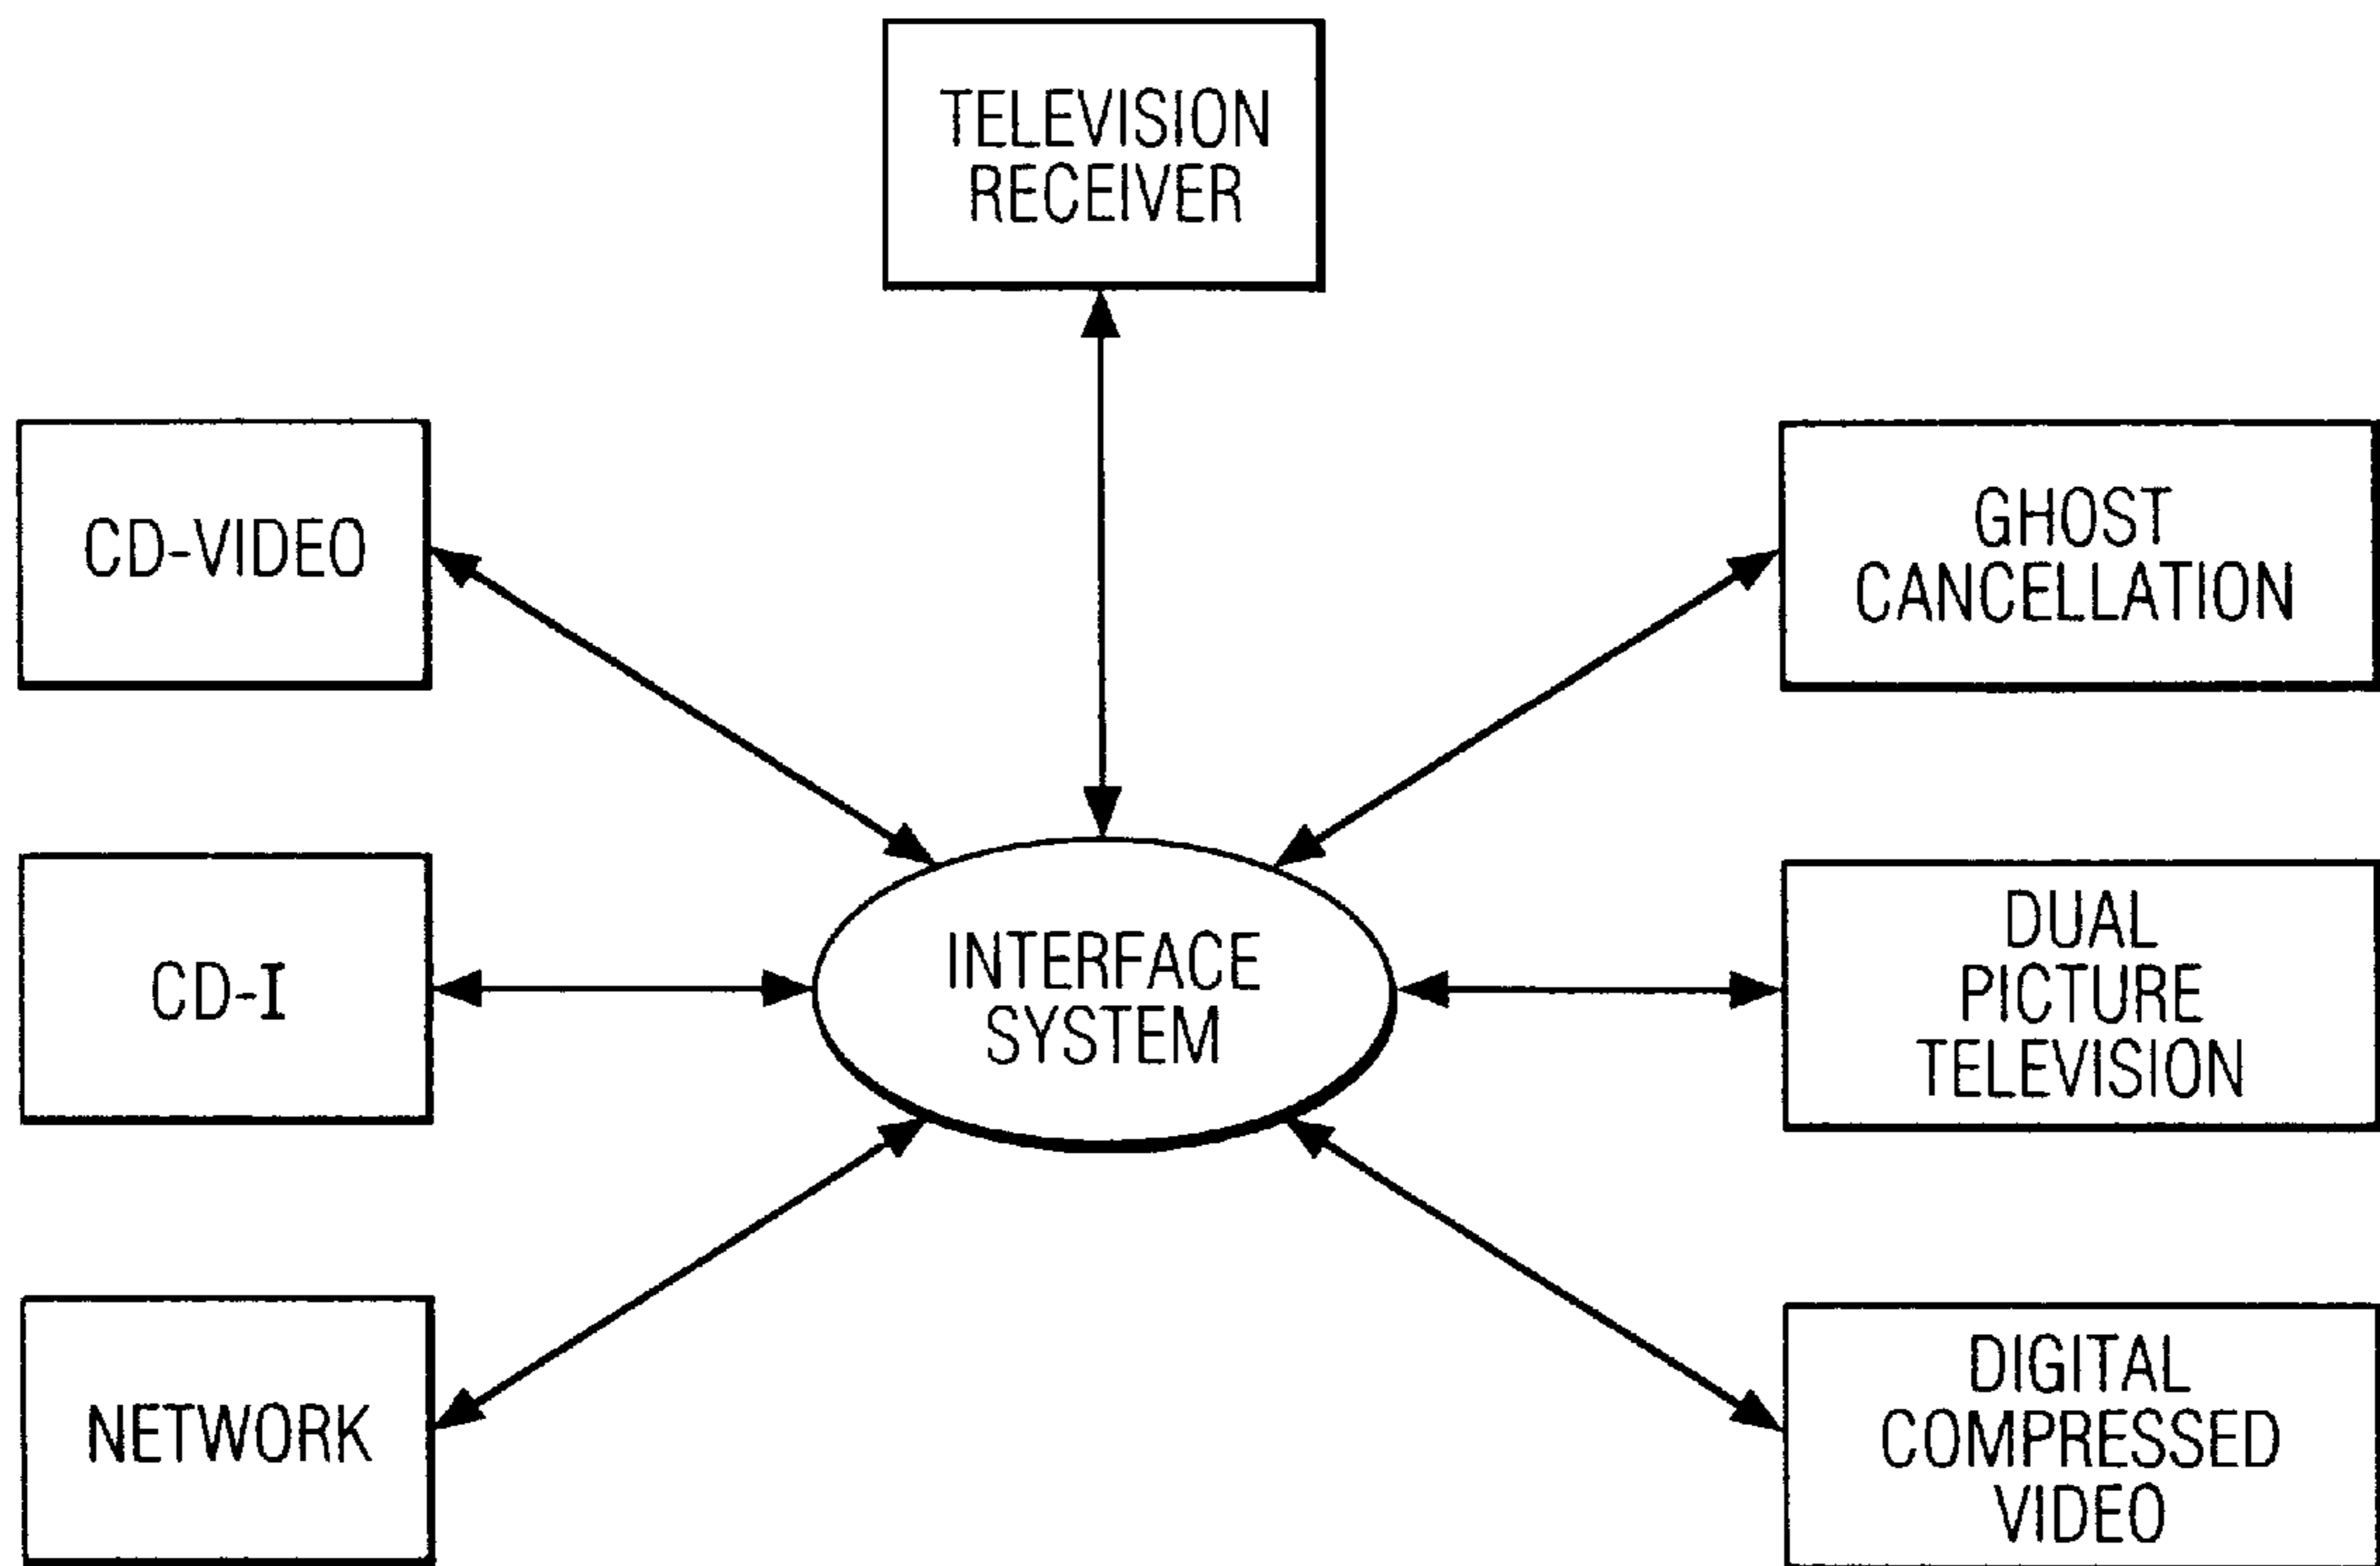 TELEVISION
RECEIVER
CD-VIDEO
GHOST
CANCELLATION
CD-I
INTERFACE
SYSTEM
DUAL
PICTURE
TELEVISION
NETWORK
DIGITAL
COMPRESSED
VIDEO